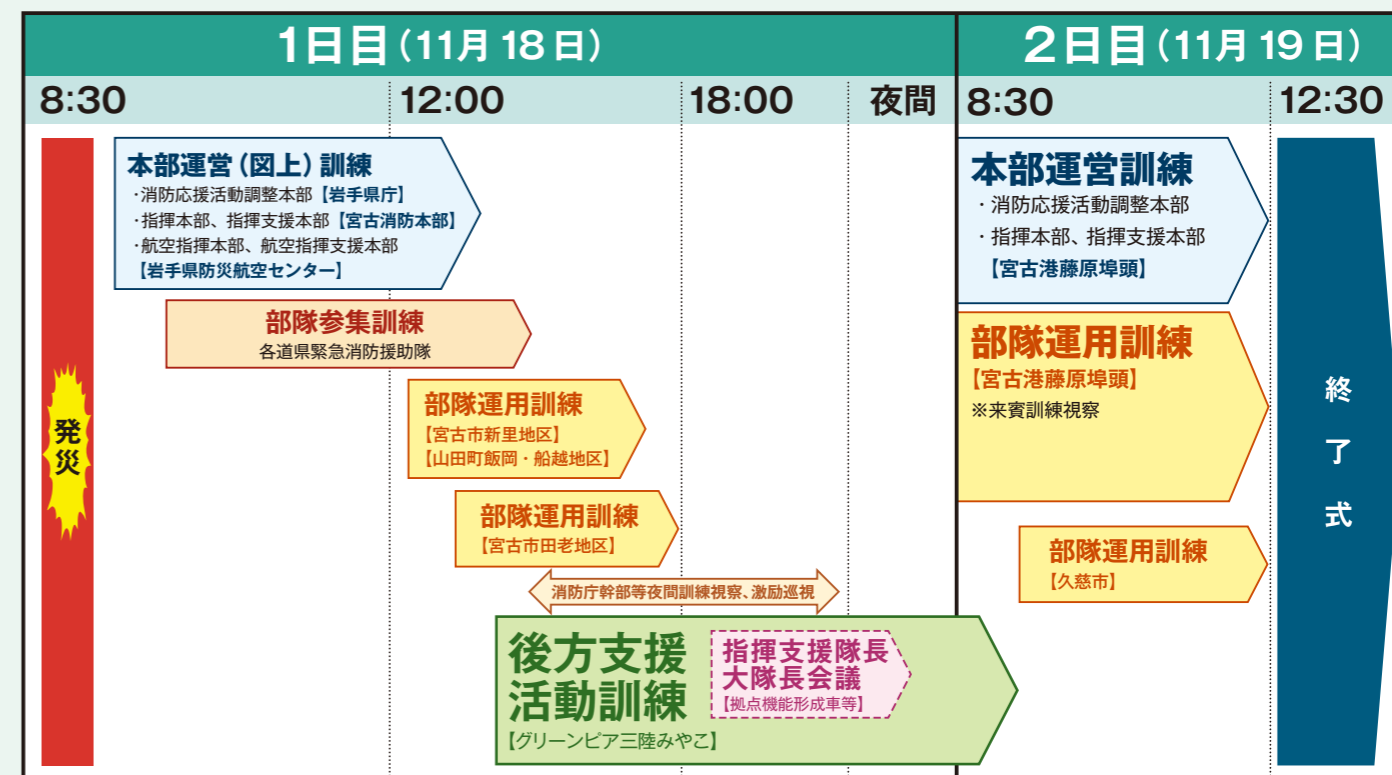 1日目（11月18日）
2日目（11月19日）
8:30
12:00
18:00
夜間
8:30
12:30
発災
本部運営（図上）訓練
・消防応援活動調整本部【岩手県庁】
・指揮本部、指揮支援本部【宮古消防本部】
・航空指揮本部、航空指揮支援本部
【岩手県防災航空センター】
部隊参集訓練
各道県緊急消防援助隊
部隊運用訓練
【宮古市新里地区】
【山田町飯岡・船越地区】
部隊運用訓練
【宮古市田老地区】
消防庁幹部等夜間訓練視察、激励巡視
後方支援
活動訓練
【グリーンピア三陸みやこ】
指揮支援隊長
大隊長会議
【拠点機能形成車等】
本部運営訓練
・消防応援活動調整本部
・指揮本部、指揮支援本部
【宮古港藤原埠頭】
部隊運用訓練
【宮古港藤原埠頭】
※来賓訓練視察
部隊運用訓練
【久慈市】
終了式